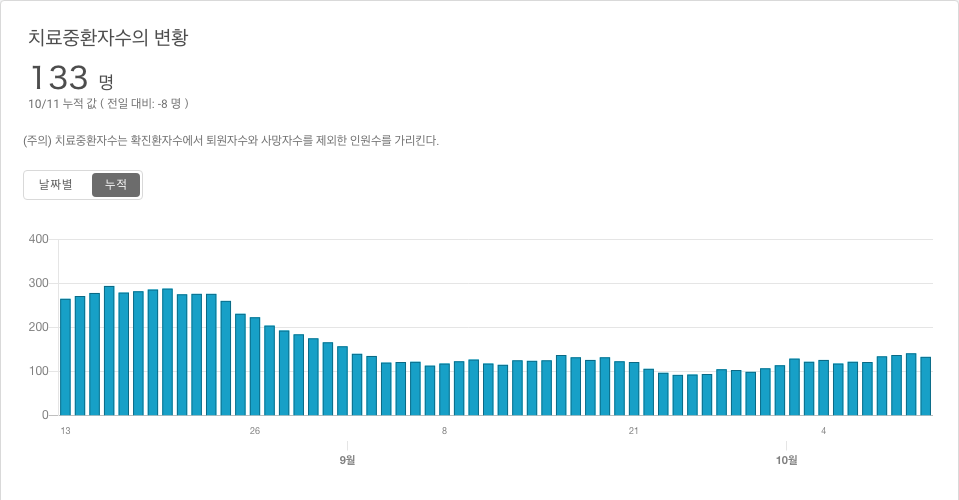 치료중환자수의 변황
133 명
10/11 누적 값 ( 전일 대비: -8 명 )
(주의) 치료중환자수는 확진환자수에서 퇴원자수와 사망자수를 제외한 인원수를 가리킨다.
날짜별 누적
400
300
200
100
0
13 26 8 21 4
9월 10월